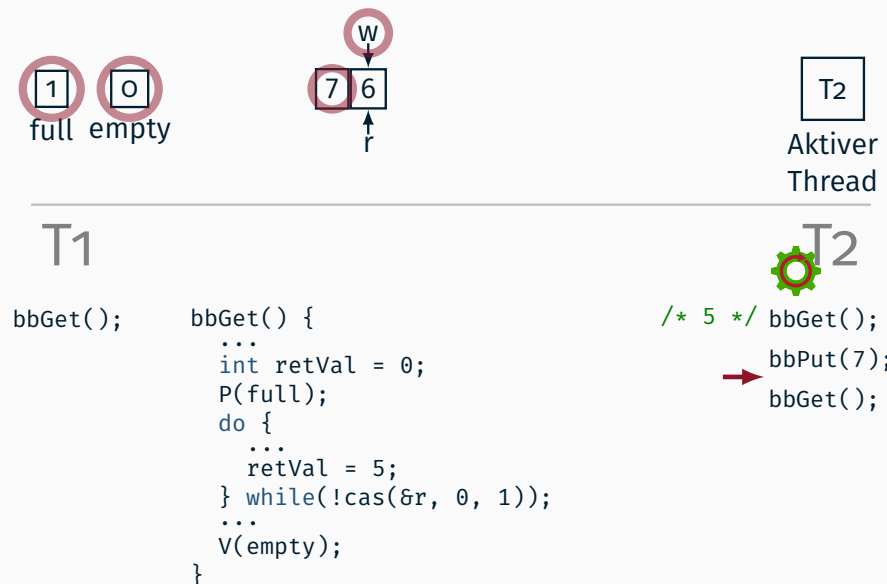 w
1 0 7 6 T2
full empty r Aktiver
Thread
T1 T2
bbGet();
bbGet() {
...
int retVal = 0;
P(full);
do {
...
retVal = 5;
} while(!cas(&r, 0, 1));
...
V(empty);
}
/* 5 */ bbGet();
bbPut(7);
bbGet();